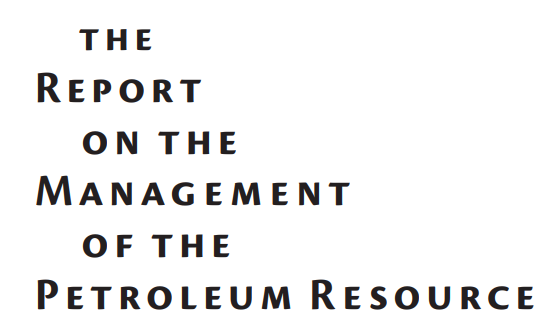 THE
REPORT
ON THE
MANAGEMENT
OF THE
PETROLEUM RESOURCE